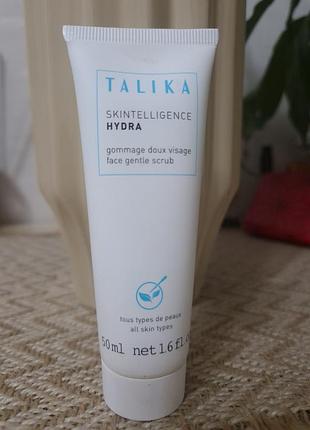 TALIKA
SKINTELLIGENCE
HYDRA
gommage doux visage
face gentle scrub
tous types de peaux
all skin types
50ml net 1.6 fl.